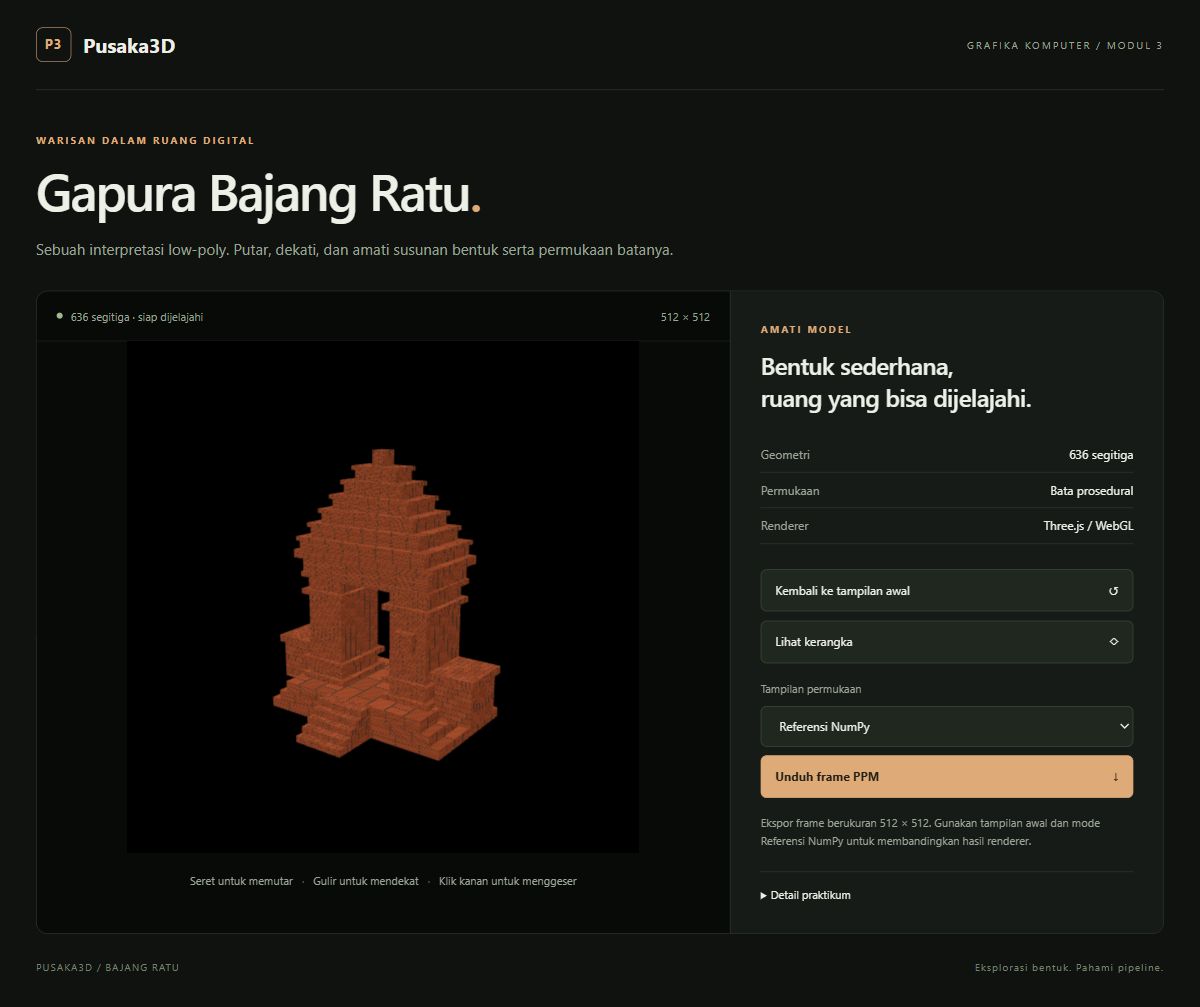 P3
Pusaka3D
GRAFIKA KOMPUTER / MODUL 3
WARISAN DALAM RUANG DIGITAL
Gapura Bajang Ratu.
Sebuah interpretasi low-poly. Putar, dekati, dan amati susunan bentuk serta permukaan batanya.
636 segitiga · siap dijelajahi
512 × 512
Seret untuk memutar · Gulir untuk mendekat · Klik kanan untuk menggeser
AMATI MODEL
Bentuk sederhana,
ruang yang bisa dijelajahi.
Geometri 636 segitiga
Permukaan Bata prosedural
Renderer Three.js / WebGL
Kembali ke tampilan awal ↺
Lihat kerangka ◇
Tampilan permukaan
Referensi NumPy
Unduh frame PPM ↓
Ekspor frame berukuran 512 × 512. Gunakan tampilan awal dan mode
Referensi NumPy untuk membandingkan hasil renderer.
▸ Detail praktikum
PUSAKA3D / BAJANG RATU
Eksplorasi bentuk. Pahami pipeline.